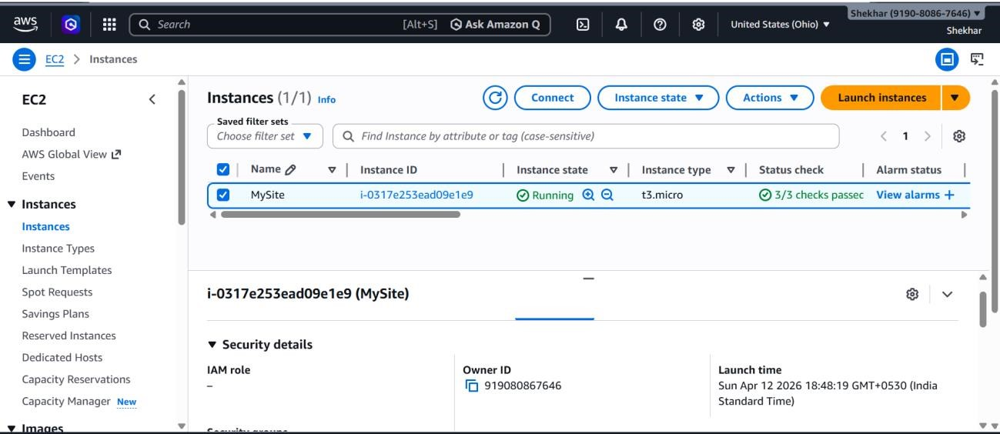 aws
Search [Alt+S] Ask Amazon Q United States (Ohio) Shekhar (9190-8086-7646)
Shekhar
EC2 Instances
EC2
Dashboard
AWS Global View
Events
Instances
Instances
Instance Types
Launch Templates
Spot Requests
Savings Plans
Reserved Instances
Dedicated Hosts
Capacity Reservations
Capacity Manager New
Images
Instances (1/1) Info Connect Instance state Actions Launch instances
Saved filter sets
Choose filter set Find Instance by attribute or tag (case-sensitive) 1
Name Instance ID Instance state Instance type Status check Alarm status
MySite i-0317e253ead09e1e9 Running t3.micro 3/3 checks passec View alarms +
i-0317e253ead09e1e9 (MySite)
Security details
IAM role Owner ID Launch time
– 919080867646 Sun Apr 12 2026 18:48:19 GMT+0530 (India
Standard Time)
Security groups